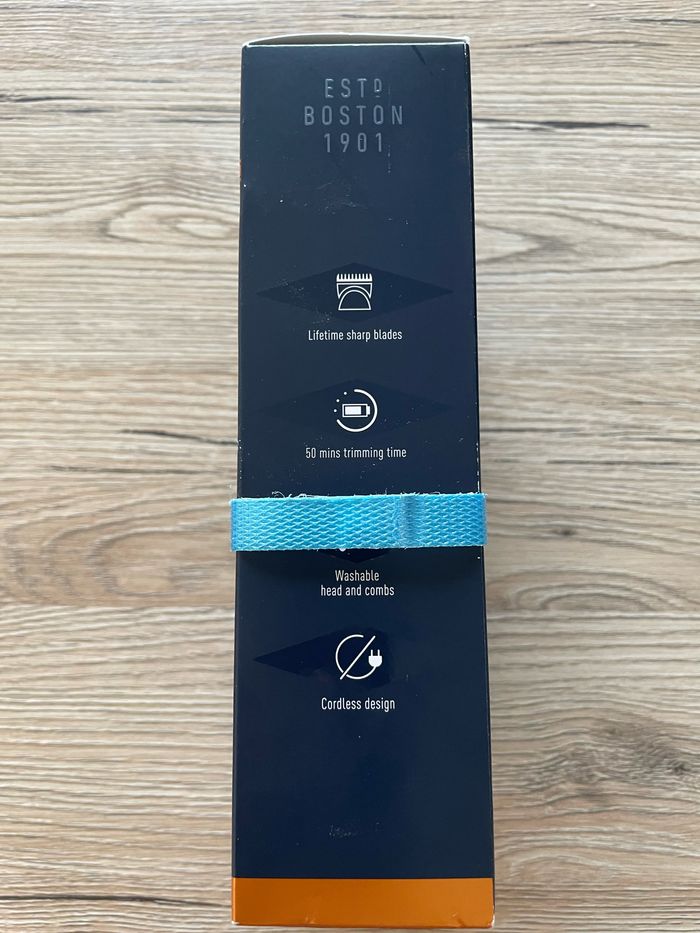 ESTD
BOSTON
1901
Lifetime sharp blades
50 mins trimming time
Washable
head and combs
Cordless design